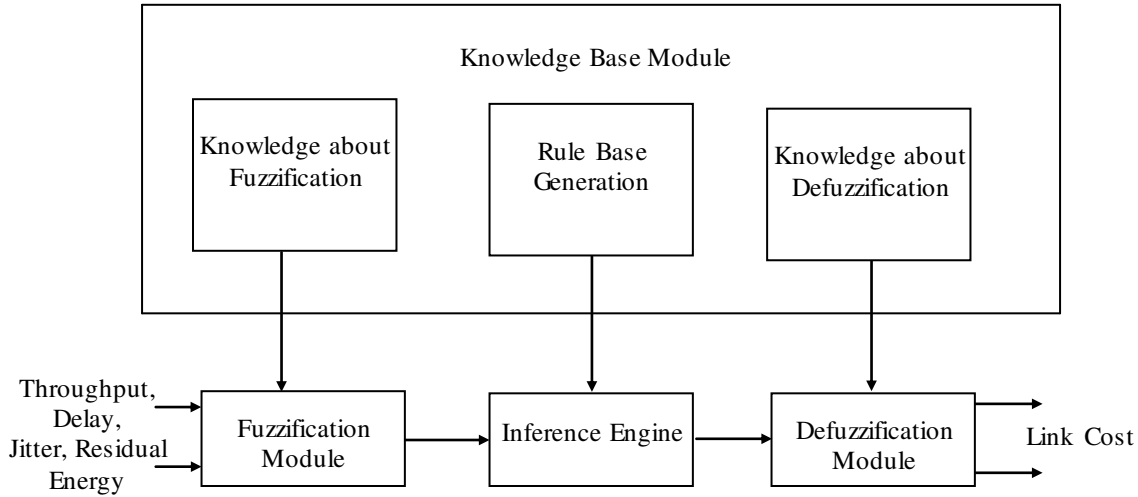 Knowledge Base Module
Knowledge about
Fuzzification
Rule Base
Generation
Knowledge about
Defuzzification
Throughput,
Delay,
Jitter, Residual
Energy
Fuzzification
Module
Inference Engine
Defuzzification
Module
Link Cost